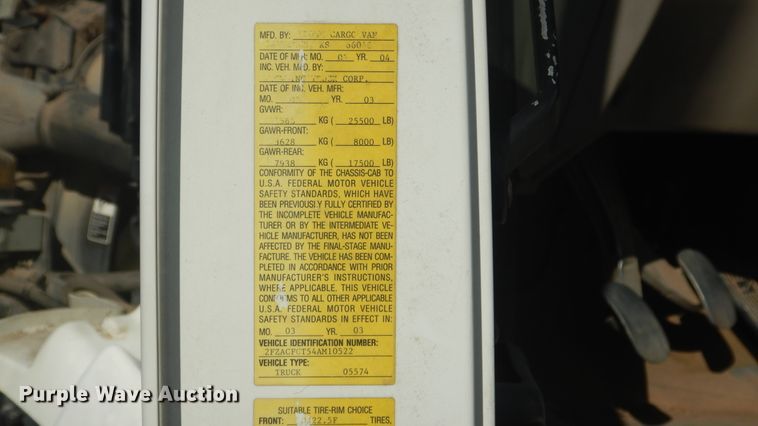 MFD. BY: CARGO VAN
KS
DATE OF MFR: MO. YR. 04
INC. VEH. MFD. BY:
CORP.
DATE OF INC. VEH. MFR:
MO. YR. 03
GVWR:
KG ( 25500 LB)
GAWR-FRONT:
3628 KG ( 8000 LB)
GAWR-REAR:
7938 KG ( 17500 LB)
CONFORMITY OF THE CHASSIS-CAB TO
U.S.A. FEDERAL MOTOR VEHICLE
SAFETY STANDARDS, WHICH HAVE
BEEN PREVIOUSLY FULLY CERTIFIED BY
THE INCOMPLETE VEHICLE MANUFAC-
TURER OR BY THE INTERMEDIATE VE-
HICLE MANUFACTURER, HAS NOT BEEN
AFFECTED BY THE FINAL-STAGE MANU-
FACTURE. THE VEHICLE HAS BEEN COM-
PLETED IN ACCORDANCE WITH PRIOR
MANUFACTURER'S INSTRUCTIONS,
WHERE APPLICABLE. THIS VEHICLE
CONFORMS TO ALL OTHER APPLICABLE
U.S.A. FEDERAL MOTOR VEHICLE
SAFETY STANDARDS IN EFFECT IN:
MO. 03 YR. 03
VEHICLE IDENTIFICATION NUMBER:
2FZACFCT54AM10522
VEHICLE TYPE:
TRUCK 05574
SUITABLE TIRE-RIM CHOICE
FRONT: TIRES,
Purple Wave Auction